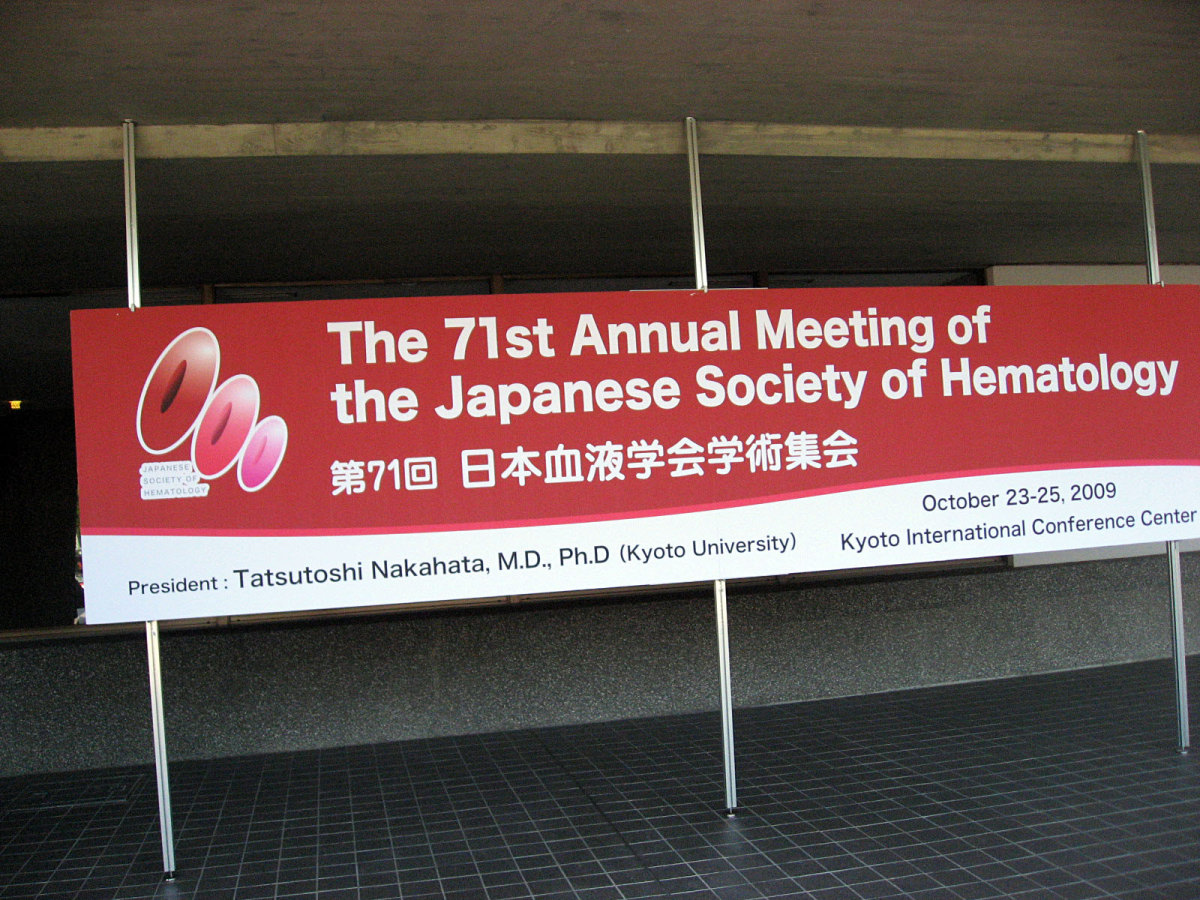 The 71st Annual Meeting of
the Japanese Society of Hematology
第71回 日本血液学会学術集会
JAPANESE
SOCIETY OF
HEMATOLOGY
October 23-25, 2009
Kyoto International Conference Center
President : Tatsutoshi Nakahata, M.D., Ph.D (Kyoto University)